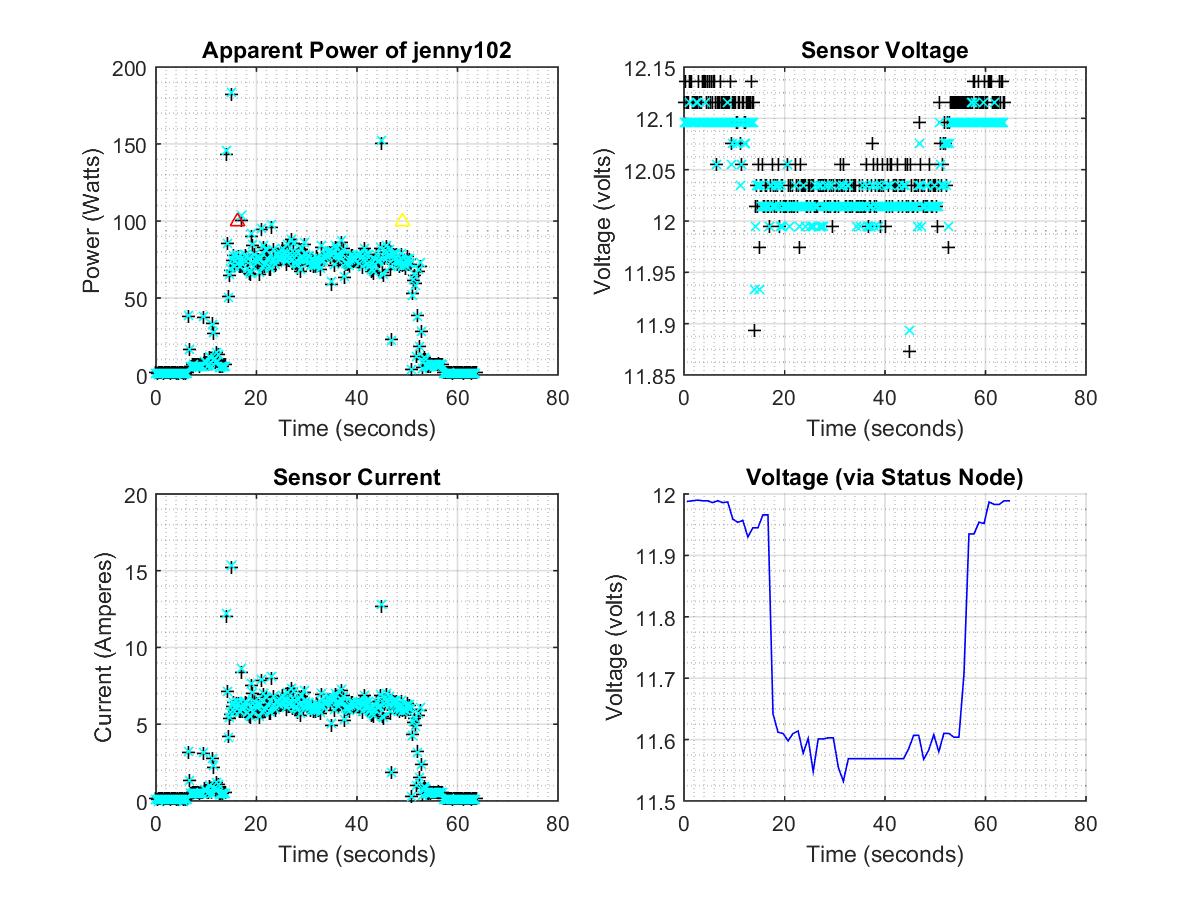 Apparent Power of jenny102
200
150
100
50
0
Power (Watts)
0 20 40 60 80
Time (seconds)
Sensor Voltage
12.15
12.1
12.05
12
11.95
11.9
11.85
Voltage (volts)
0 20 40 60 80
Time (seconds)
Sensor Current
20
15
10
5
0
Current (Amperes)
0 20 40 60 80
Time (seconds)
Voltage (via Status Node)
12
11.9
11.8
11.7
11.6
11.5
Voltage (volts)
0 20 40 60 80
Time (seconds)